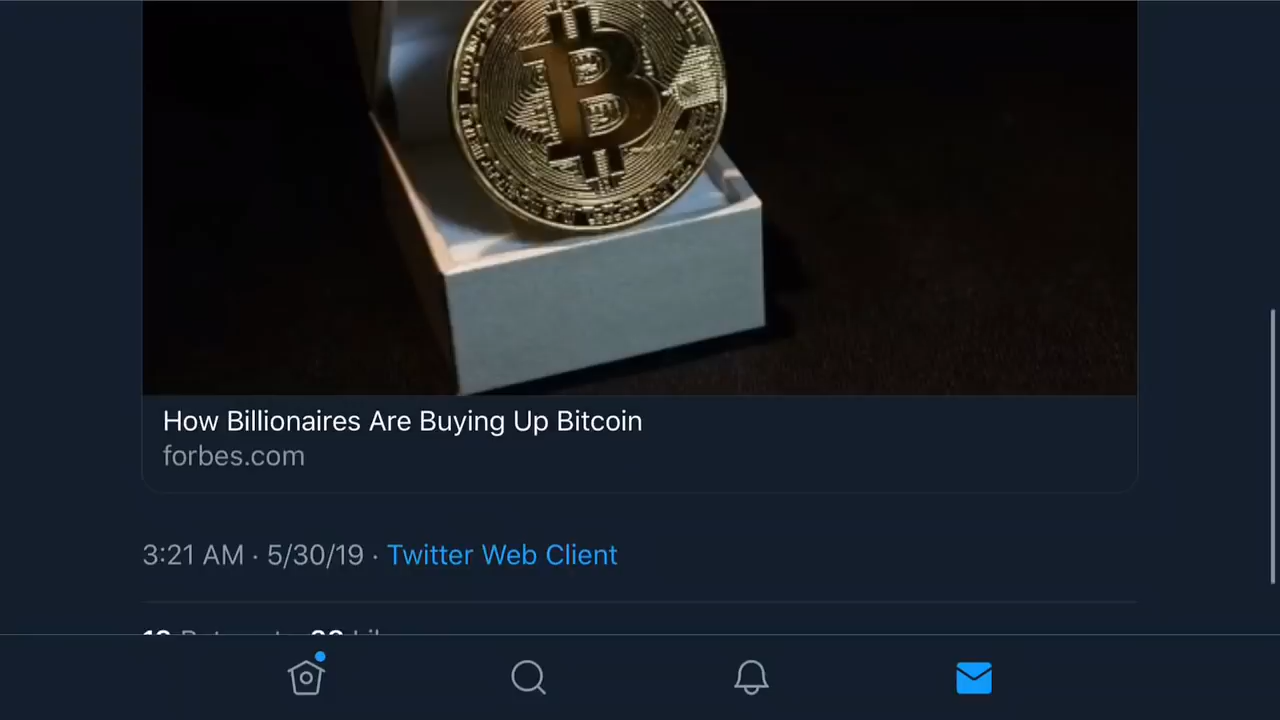 How Billionaires Are Buying Up Bitcoin
forbes.com
3:21 AM · 5/30/19 · Twitter Web Client